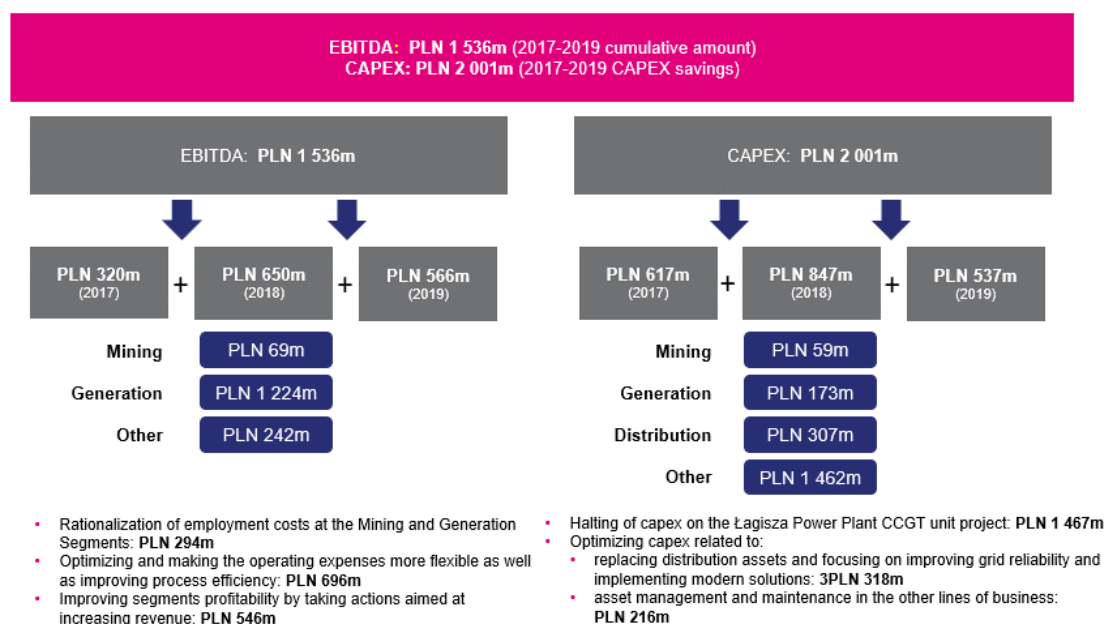 EBITDA: PLN 1 536m (2017-2019 cumulative amount)
CAPEX: PLN 2 001m (2017-2019 CAPEX savings)
EBITDA: PLN 1 536m
PLN 320m
(2017)
+
PLN 650m
(2018)
+
PLN 566m
(2019)
Mining
PLN 69m
Generation
PLN 1 224m
Other
PLN 242m
• Rationalization of employment costs at the Mining and Generation
Segments: PLN 294m
• Optimizing and making the operating expenses more flexible as well
as improving process efficiency: PLN 696m
• Improving segments profitability by taking actions aimed at
increasing revenue: PLN 546m
CAPEX: PLN 2 001m
PLN 617m
(2017)
+
PLN 847m
(2018)
+
PLN 537m
(2019)
Mining
PLN 59m
Generation
PLN 173m
Distribution
PLN 307m
Other
PLN 1 462m
• Halting of capex on the Łagisza Power Plant CCGT unit project: PLN 1 467m
• Optimizing capex related to:
• replacing distribution assets and focusing on improving grid reliability and
implementing modern solutions: 3PLN 318m
• asset management and maintenance in the other lines of business:
PLN 216m